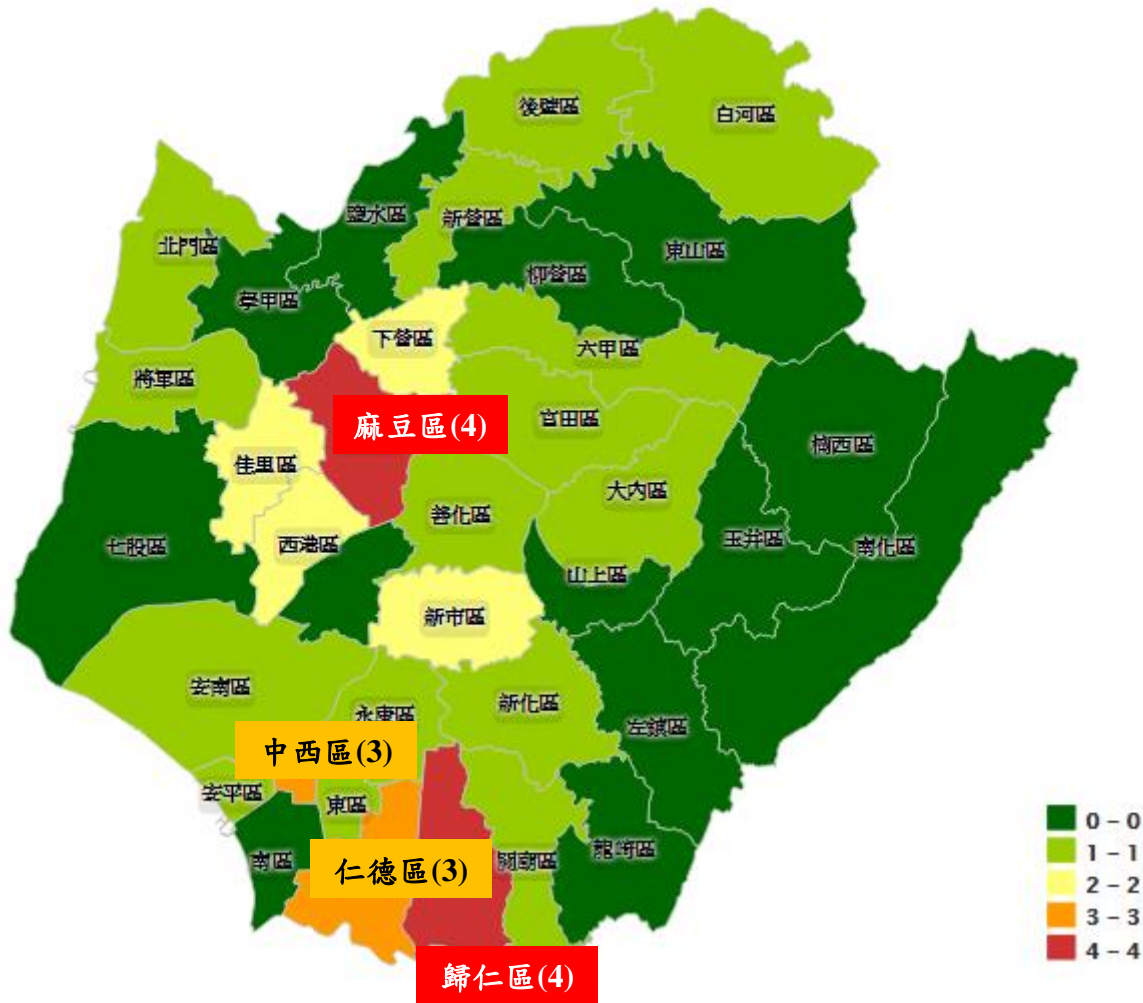 後壁區
白河區
鹽水區
新營區
北門區
東山區
柳營區
學甲區
下營區
六甲區
將軍區
麻豆區(4)
官田區
楠西區
佳里區
大內區
善化區
七股區
西港區
玉井區
南化區
山上區
新市區
安南區
新化區
永康區
左鎮區
中西區(3)
安平區
東區
南區
仁德區(3)
關廟區
龍崎區
歸仁區(4)
0 – 0
1 – 1
2 – 2
3 – 3
4 – 4